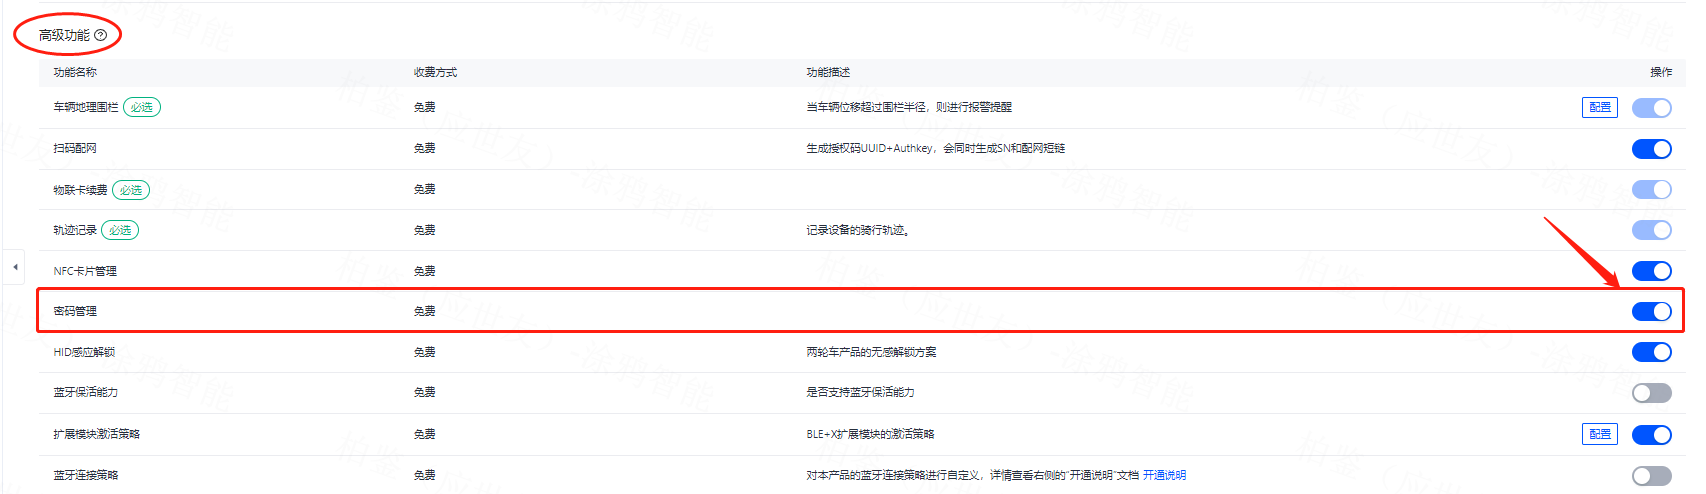 高级功能
功能名称 收费方式 功能描述 操作
车辆地理围栏 必选 免费 当车辆位移超过围栏半径，则进行报警提醒 配置
扫码配网 免费 生成授权码UUID+Authkey，会同时生成SN和配网短链
物联卡续费 必选 免费
轨迹记录 必选 免费 记录设备的骑行轨迹。
NFC卡片管理 免费
密码管理 免费
HID感应解锁 免费 两轮车产品的无感解锁方案
蓝牙保活能力 免费 是否支持蓝牙保活能力
扩展模块激活策略 免费 BLE+X扩展模块的激活策略 配置
蓝牙连接策略 免费 对本产品的蓝牙连接策略进行自定义，详情查看右侧的“开通说明”文档 开通说明
柏鉴（应世友）-涂鸦智能